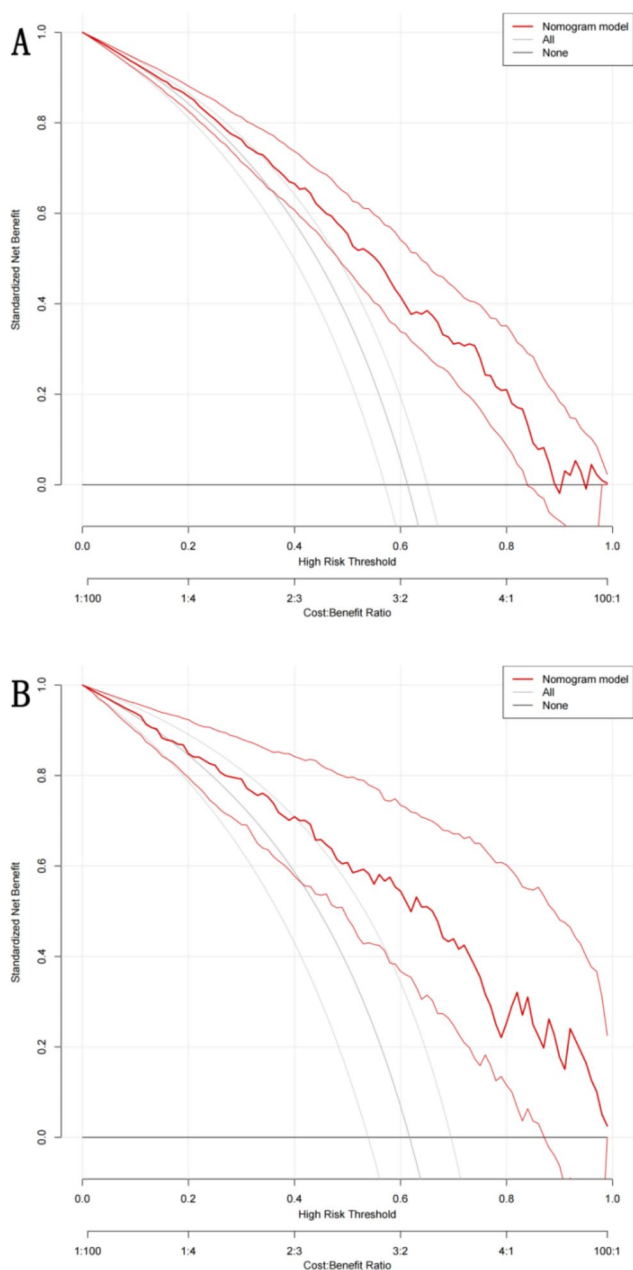 A
Nomogram model
All
None
Standardized Net Benefit
1.0
0.8
0.6
0.4
0.2
0.0
0.0 0.2 0.4 0.6 0.8 1.0
High Risk Threshold
1:100 1:4 2:3 3:2 4:1 100:1
Cost:Benefit Ratio
B
Nomogram model
All
None
Standardized Net Benefit
1.0
0.8
0.6
0.4
0.2
0.0
0.0 0.2 0.4 0.6 0.8 1.0
High Risk Threshold
1:100 1:4 2:3 3:2 4:1 100:1
Cost:Benefit Ratio